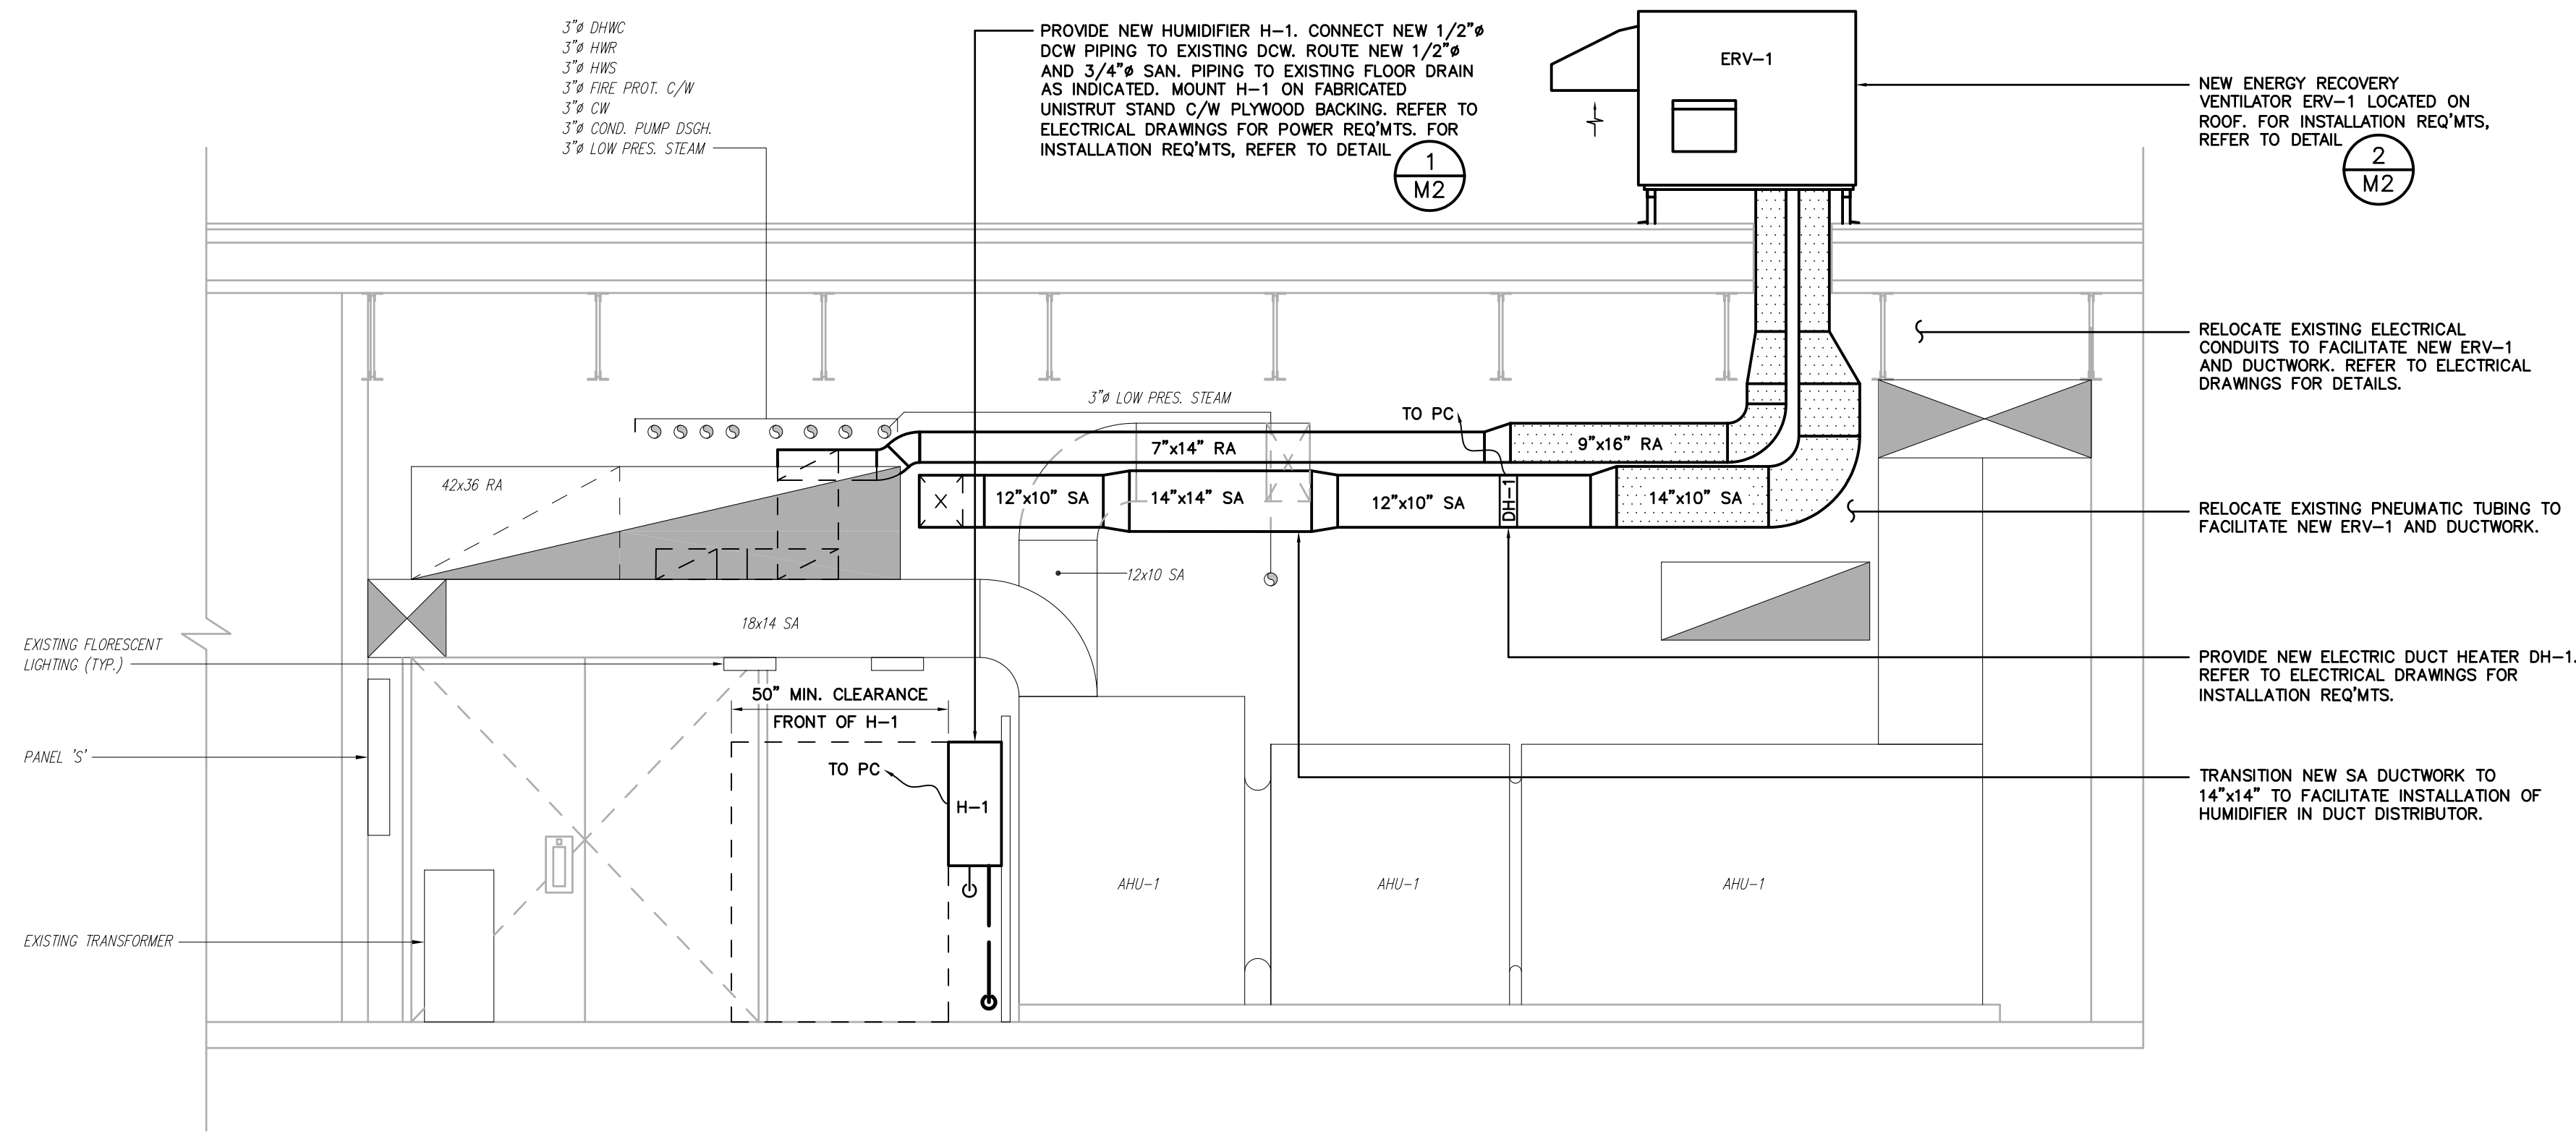 3"ø DHWC
3"ø HWR
3"ø HWS
3"ø FIRE PROT. C/W
3"ø CW
3"ø COND. PUMP DSGH.
3"ø LOW PRES. STEAM
PROVIDE NEW HUMIDIFIER H-1. CONNECT NEW 1/2"ø
DCW PIPING TO EXISTING DCW. ROUTE NEW 1/2"ø
AND 3/4"ø SAN. PIPING TO EXISTING FLOOR DRAIN
AS INDICATED. MOUNT H-1 ON FABRICATED
UNISTRUT STAND C/W PLYWOOD BACKING. REFER TO
ELECTRICAL DRAWINGS FOR POWER REQ'MTS. FOR
INSTALLATION REQ'MTS, REFER TO DETAIL
1
M2
ERV-1
NEW ENERGY RECOVERY
VENTILATOR ERV-1 LOCATED ON
ROOF. FOR INSTALLATION REQ'MTS,
REFER TO DETAIL
2
M2
RELOCATE EXISTING ELECTRICAL
CONDUITS TO FACILITATE NEW ERV-1
AND DUCTWORK. REFER TO ELECTRICAL
DRAWINGS FOR DETAILS.
3"ø LOW PRES. STEAM
TO PC
7"x14" RA
9"x16" RA
42x36 RA
12"x10" SA
14"x14" SA
12"x10" SA
DH-1
14"x10" SA
RELOCATE EXISTING PNEUMATIC TUBING TO
FACILITATE NEW ERV-1 AND DUCTWORK.
12x10 SA
18x14 SA
EXISTING FLORESCENT
LIGHTING (TYP.)
PROVIDE NEW ELECTRIC DUCT HEATER DH-1.
REFER TO ELECTRICAL DRAWINGS FOR
INSTALLATION REQ'MTS.
50" MIN. CLEARANCE
FRONT OF H-1
PANEL 'S'
TO PC
H-1
TRANSITION NEW SA DUCTWORK TO
14"x14" TO FACILITATE INSTALLATION OF
HUMIDIFIER IN DUCT DISTRIBUTOR.
AHU-1
AHU-1
AHU-1
EXISTING TRANSFORMER